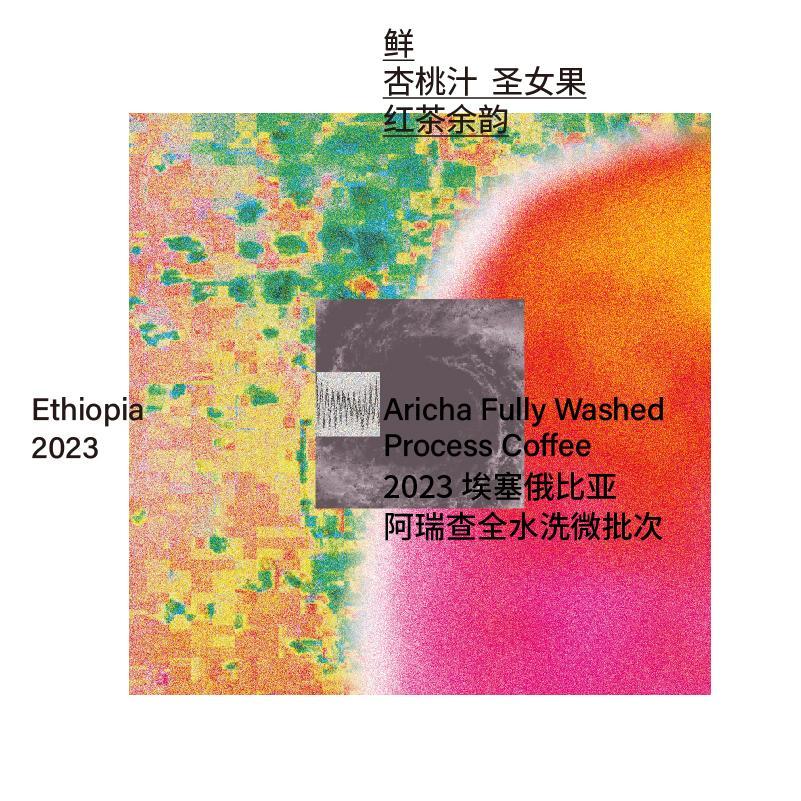 鲜
杏桃汁 圣女果
红茶余韵
Ethiopia
2023
Aricha Fully Washed
Process Coffee
2023 埃塞俄比亚
阿瑞查全水洗微批次